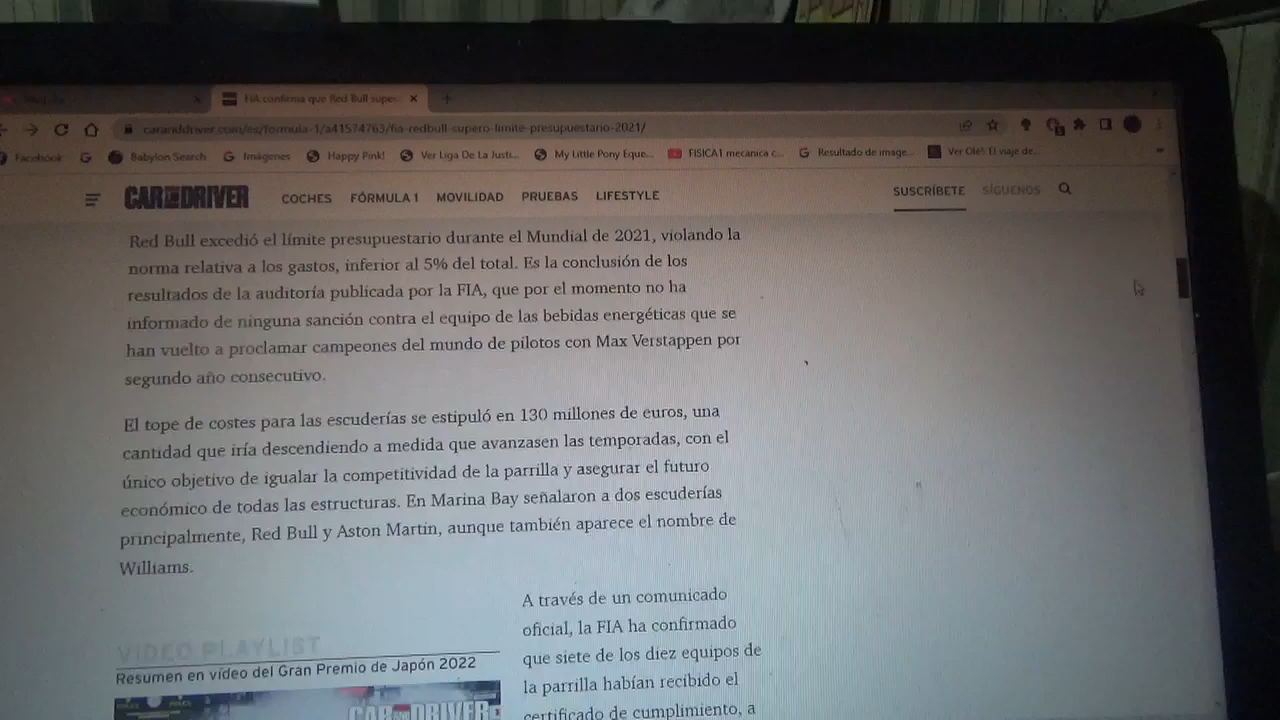 FIA confirma que Red Bull super
caranddriver.com/es/formula-1/a41574763/fia-redbull-supero-limite-presupuestario-2021/
Facebook
Babylon Search
Imágenes
Happy Pink!
Ver Liga De La Justi...
My Little Pony Eque...
FISICA1 mecanica c...
Resultado de image...
Ver Olé! El viaje de...
CAR AND DRIVER
COCHES FÓRMULA 1 MOVILIDAD PRUEBAS LIFESTYLE
SUSCRÍBETE SÍGUENOS
Red Bull excedió el límite presupuestario durante el Mundial de 2021, violando la
norma relativa a los gastos, inferior al 5% del total. Es la conclusión de los
resultados de la auditoría publicada por la FIA, que por el momento no ha
informado de ninguna sanción contra el equipo de las bebidas energéticas que se
han vuelto a proclamar campeones del mundo de pilotos con Max Verstappen por
segundo año consecutivo.
El tope de costes para las escuderías se estipuló en 130 millones de euros, una
cantidad que iría descendiendo a medida que avanzasen las temporadas, con el
único objetivo de igualar la competitividad de la parrilla y asegurar el futuro
económico de todas las estructuras. En Marina Bay señalaron a dos escuderías
principalmente, Red Bull y Aston Martin, aunque también aparece el nombre de
Williams.
VIDEO PLAYLIST
Resumen en vídeo del Gran Premio de Japón 2022
CAR AND DRIVER
A través de un comunicado
oficial, la FIA ha confirmado
que siete de los diez equipos de
la parrilla habían recibido el
certificado de cumplimiento, a